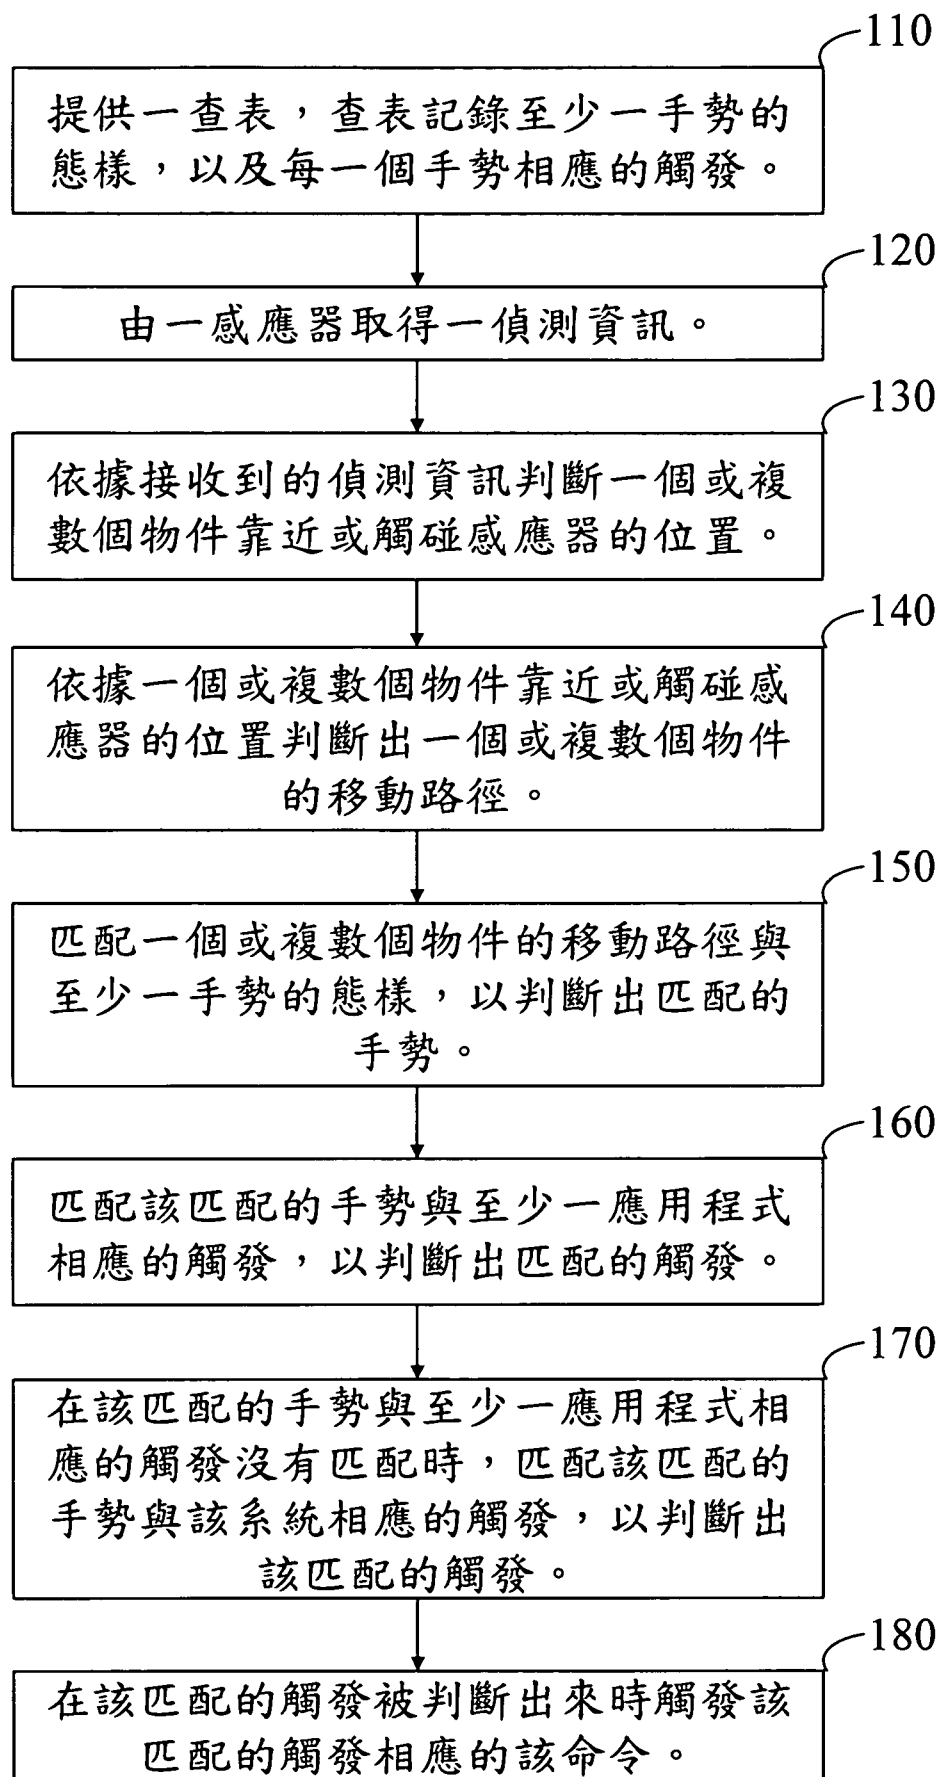 110
提供一查表，查表記錄至少一手勢的
態樣，以及每一個手勢相應的觸發。
120
由一感應器取得一偵測資訊。
130
依據接收到的偵測資訊判斷一個或複
數個物件靠近或觸碰感應器的位置。
140
依據一個或複數個物件靠近或觸碰感
應器的位置判斷出一個或複數個物件
的移動路徑。
150
匹配一個或複數個物件的移動路徑與
至少一手勢的態樣，以判斷出匹配的
手勢。
160
匹配該匹配的手勢與至少一應用程式
相應的觸發，以判斷出匹配的觸發。
170
在該匹配的手勢與至少一應用程式相
應的觸發沒有匹配時，匹配該匹配的
手勢與該系統相應的觸發，以判斷出
該匹配的觸發。
180
在該匹配的觸發被判斷出來時觸發該
匹配的觸發相應的該命令。